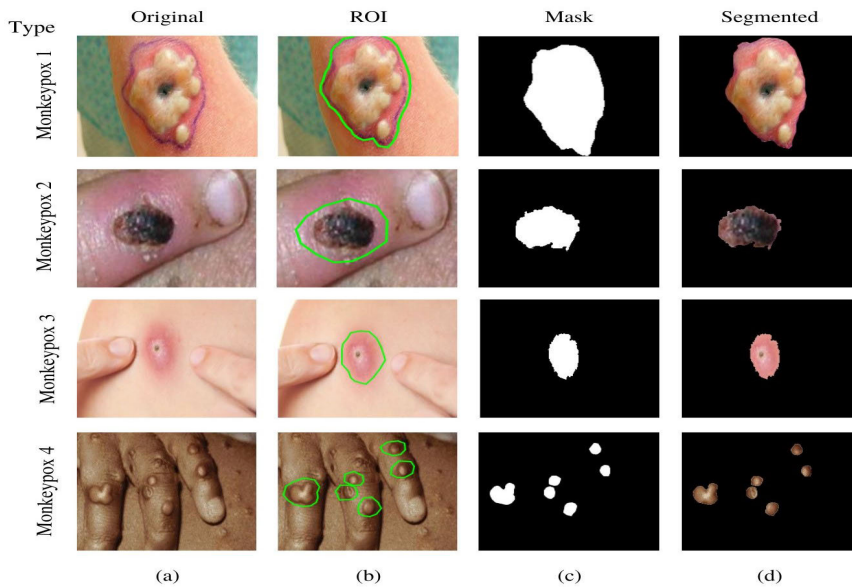 Type Original ROI Mask Segmented
Monkeypox 1
Monkeypox 2
Monkeypox 3
Monkeypox 4
(a) (b) (c) (d)